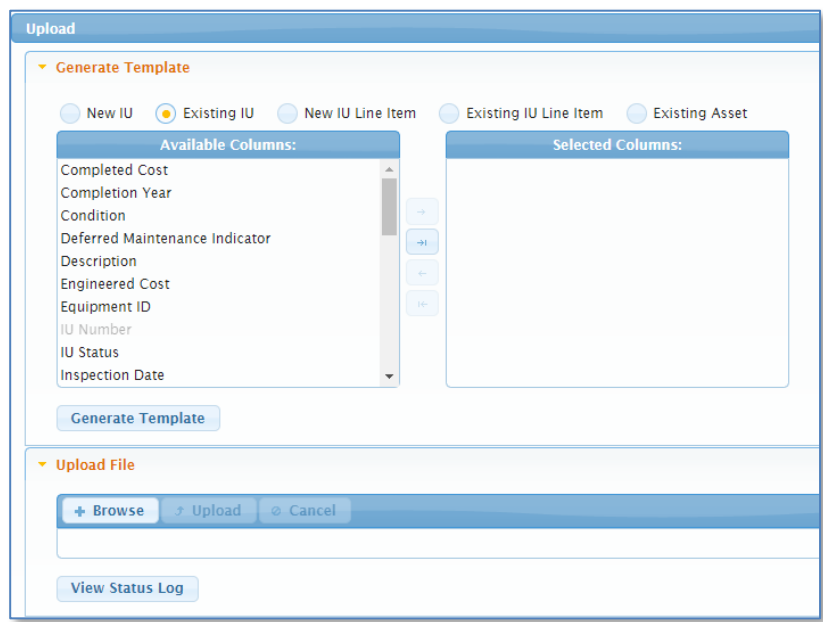 Upload
Generate Template
New IU Existing IU New IU Line Item Existing IU Line Item Existing Asset
Available Columns: Selected Columns:
Completed Cost
Completion Year
Condition
Deferred Maintenance Indicator
Description
Engineered Cost
Equipment ID
IU Number
IU Status
Inspection Date
Generate Template
Upload File
Browse Upload Cancel
View Status Log